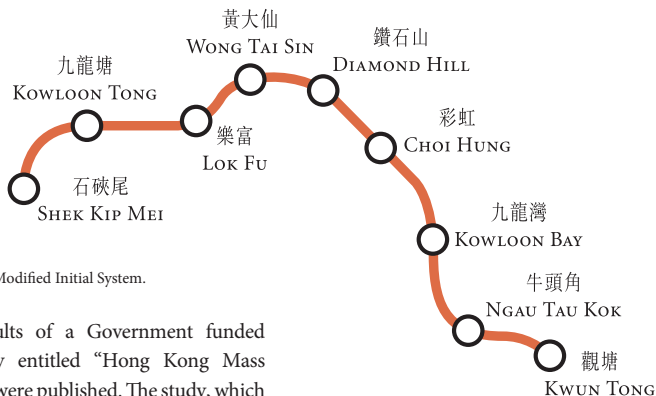 黃大仙
Wong Tai Sin
鑽石山
Diamond Hill
九龍塘
Kowloon Tong
彩虹
Choi Hung
樂富
Lok Fu
石硤尾
Shek Kip Mei
九龍灣
Kowloon Bay
牛頭角
Ngau Tau Kok
觀塘
Kwun Tong
Modified Initial System.
of a Government funded
entitled “Hong Kong Mass
were published. The study, which